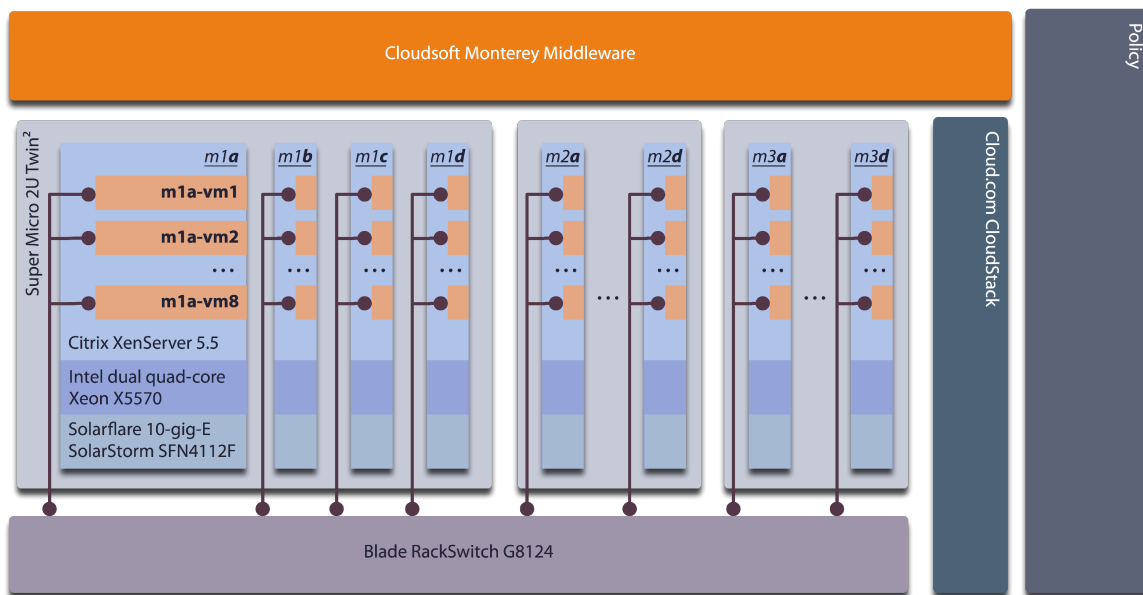 Cloudsoft Monterey Middleware
Policy
Super Micro 2U Twin²
m1a
m1b
m1c
m1d
m2a
m2d
m3a
m3d
m1a-vm1
m1a-vm2
... ... ... ... ... ... ... ...
m1a-vm8
... ...
Citrix XenServer 5.5
Intel dual quad-core
Xeon X5570
Solarflare 10-gig-E
SolarStorm SFN4112F
Cloud.com CloudStack
Blade RackSwitch G8124